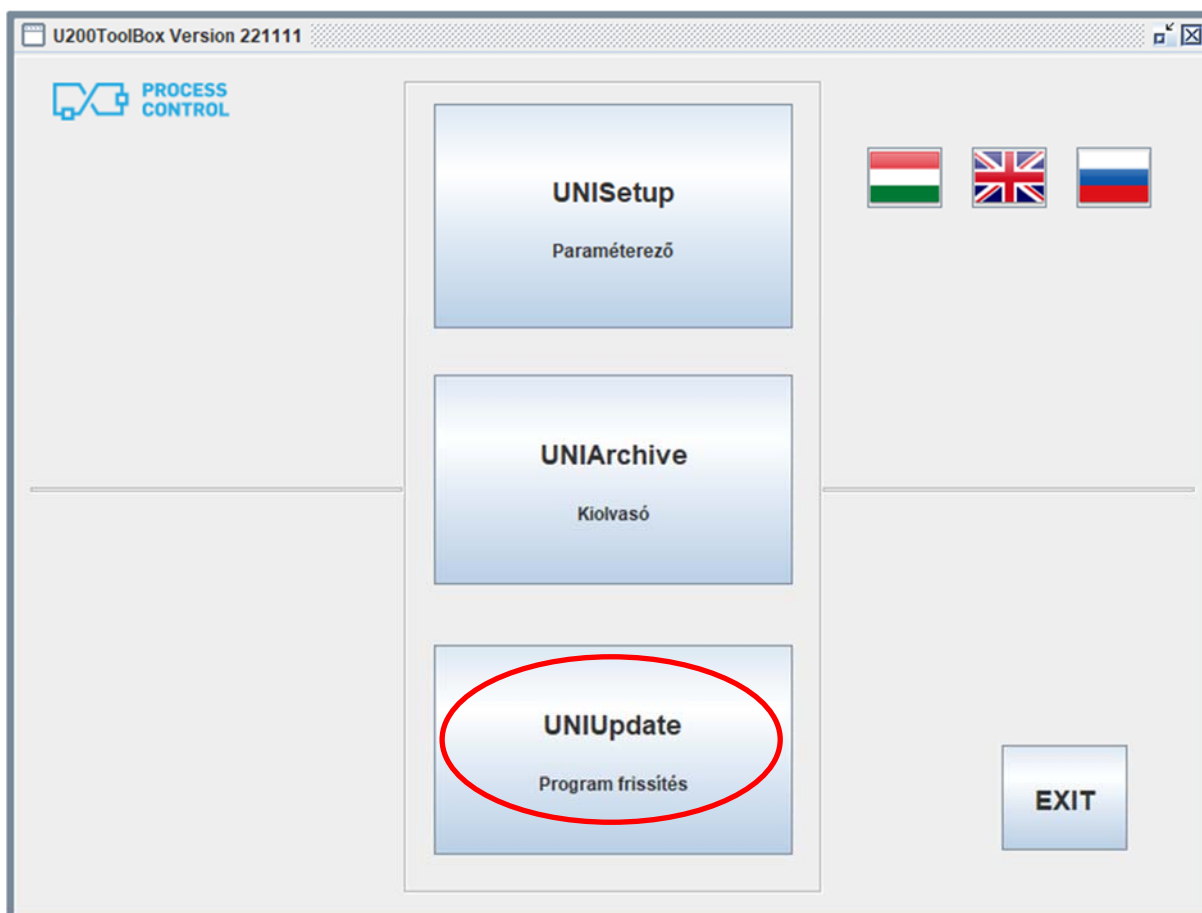 U200ToolBox Version 221111
PROCESS
CONTROL
UNISetup
Paraméterező
UNIArchive
Kiolvasó
UNIUpdate
Program frissítés
EXIT